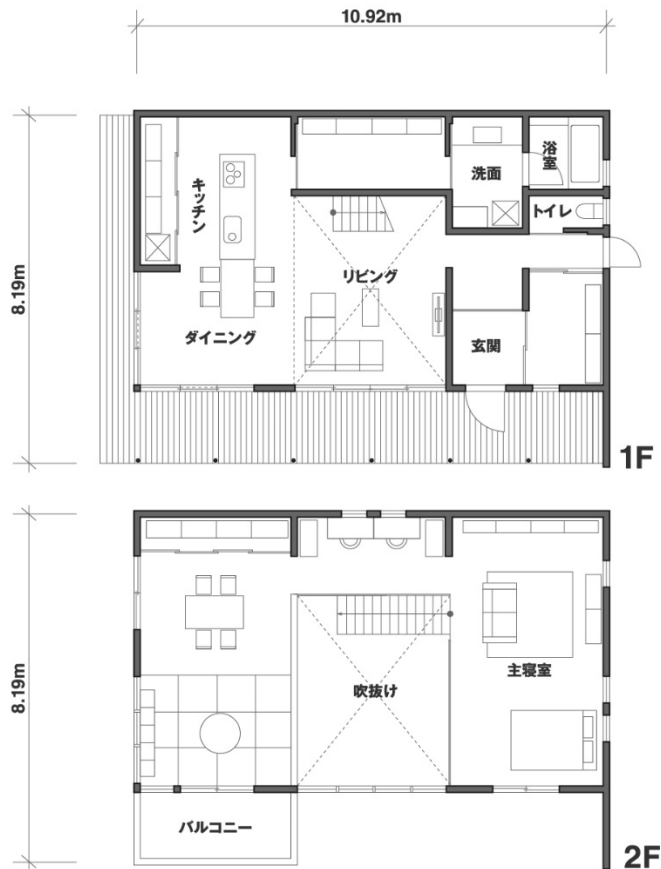 10.92m
8.19m
キッチン
洗面
浴室
トイレ
リビング
ダイニング
玄関
1F
8.19m
吹抜け
主寝室
バルコニー
2F